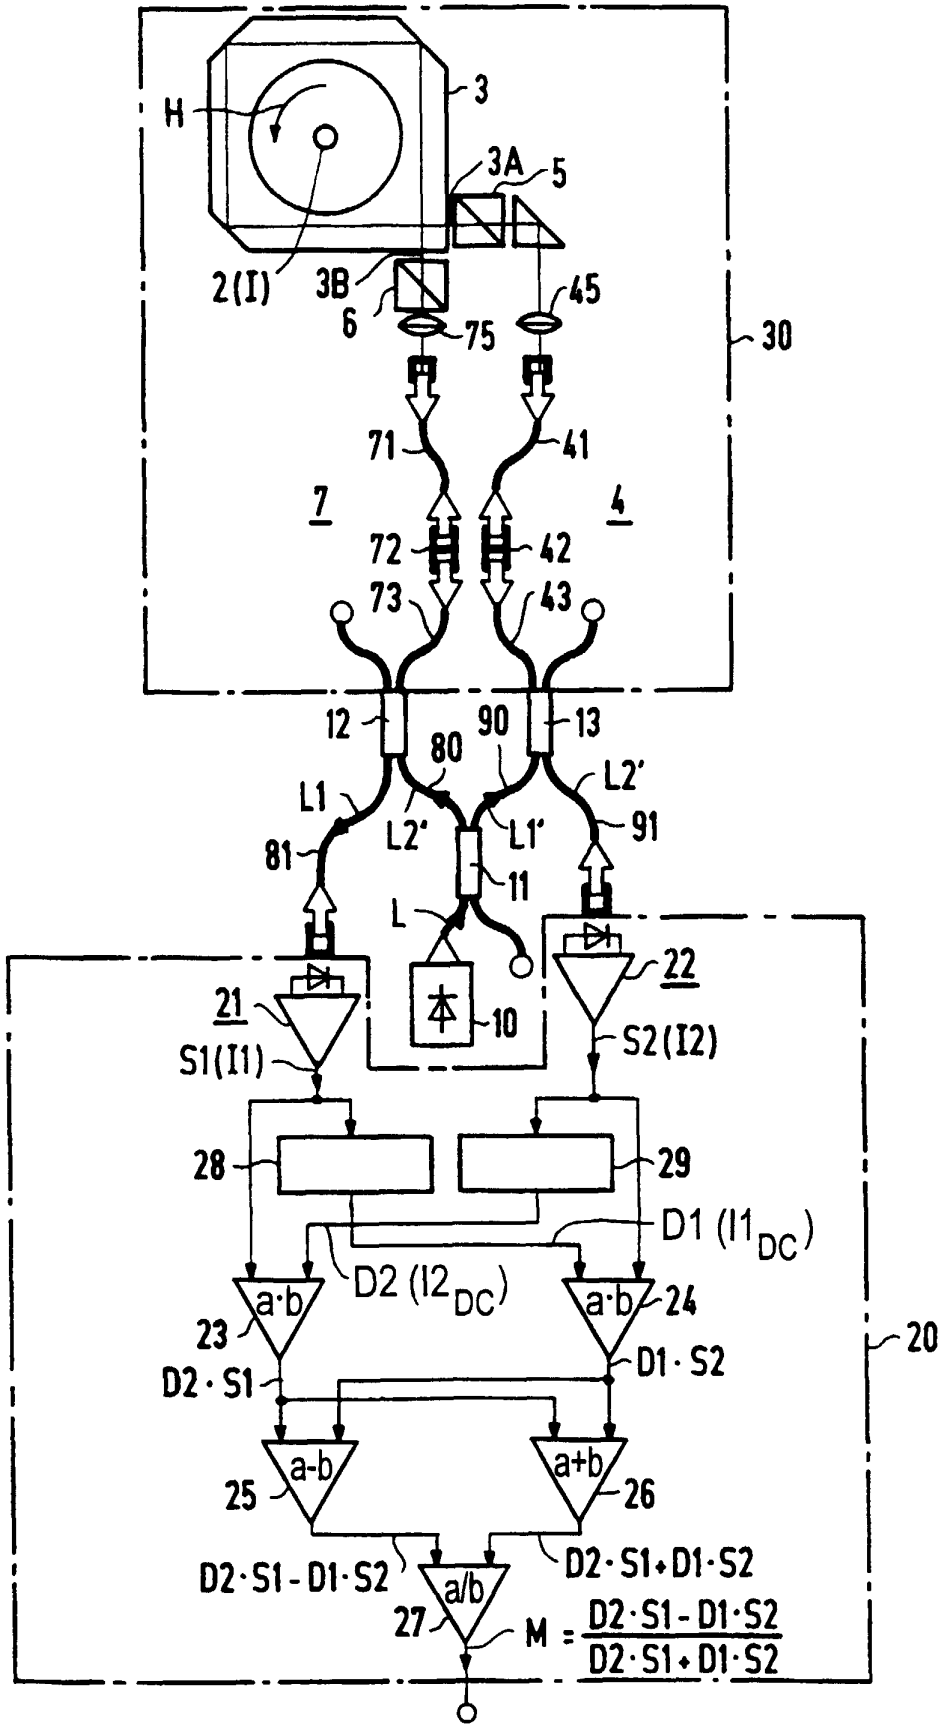 3
H
3A
5
2(I)
3B
6
75
45
30
71
41
7
4
72
42
73
43
12
90
13
80
L1
L2'
L2'
L1'
91
81
11
L
22
21
10
S1(I1)
S2(I2)
28
29
D1 (I1DC)
D2 (I2DC)
a·b
a·b
24
23
20
D1·S2
D2·S1
a-b
a+b
25
26
D2·S1-D1·S2
D2·S1+D1·S2
a/b
27
M = D2·S1-D1·S2
D2·S1+D1·S2